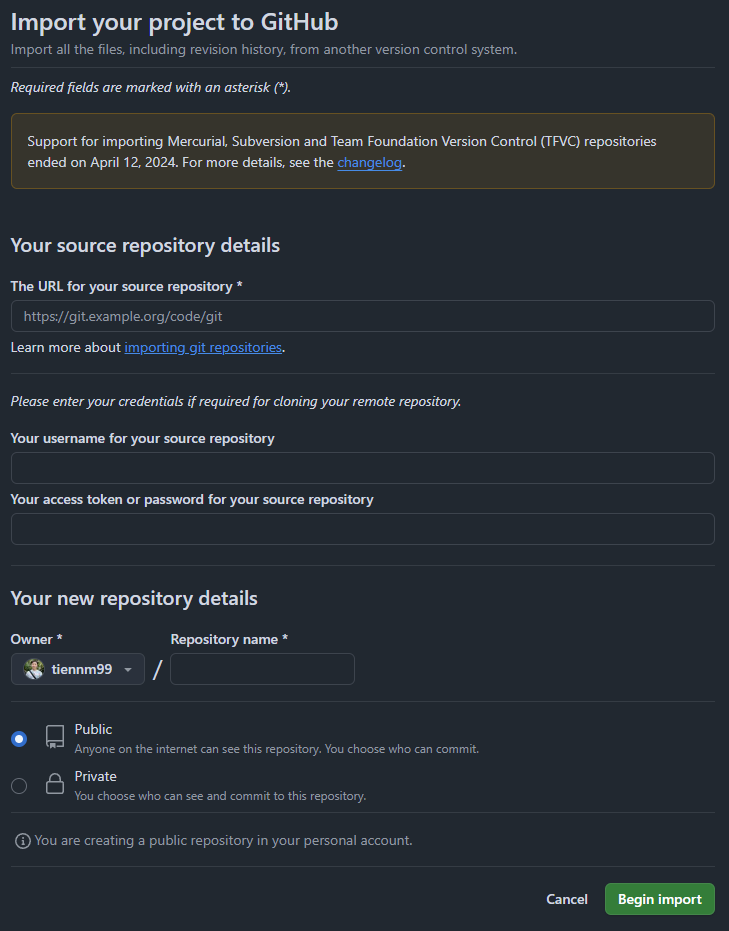 Import your project to GitHub
Import all the files, including revision history, from another version control system.
Required fields are marked with an asterisk (*).
Support for importing Mercurial, Subversion and Team Foundation Version Control (TFVC) repositories
ended on April 12, 2024. For more details, see the changelog.
Your source repository details
The URL for your source repository *
https://git.example.org/code/git
Learn more about importing git repositories.
Please enter your credentials if required for cloning your remote repository.
Your username for your source repository
Your access token or password for your source repository
Your new repository details
Owner *
Repository name *
tiennm99
/
Public
Anyone on the internet can see this repository. You choose who can commit.
Private
You choose who can see and commit to this repository.
You are creating a public repository in your personal account.
Cancel
Begin import